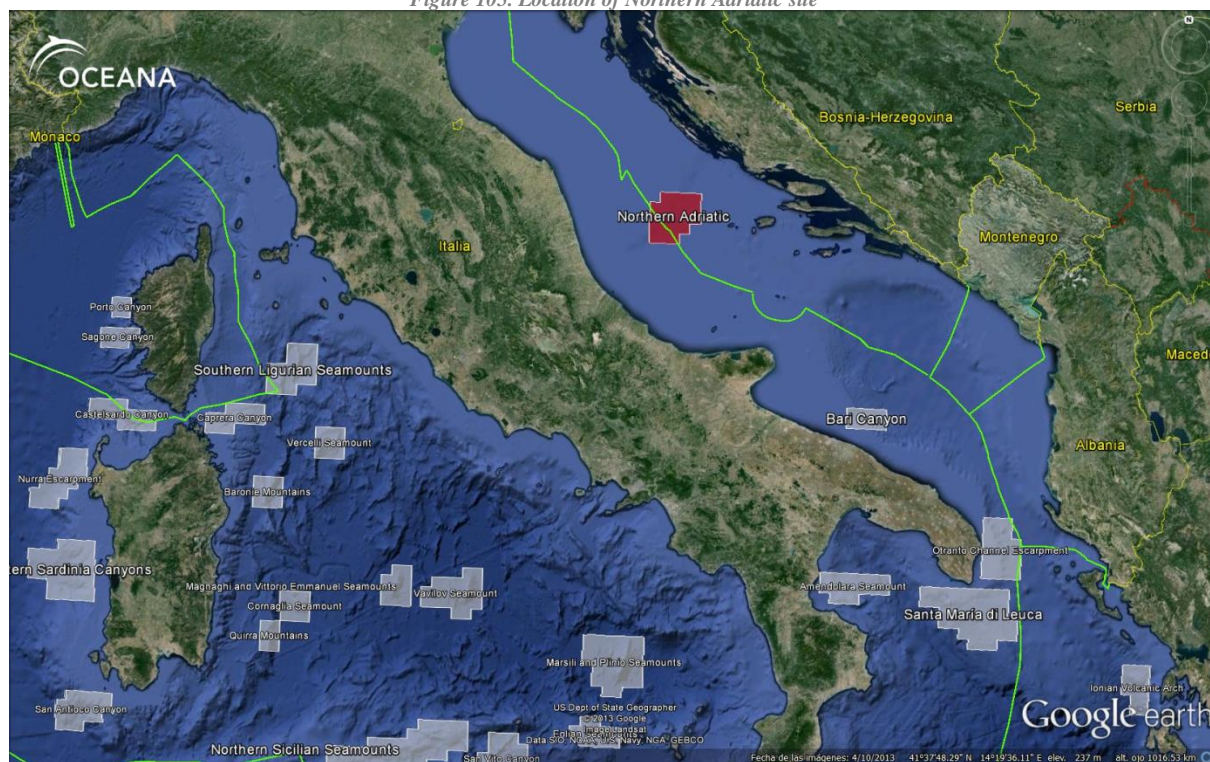 Figure 103. Location of Northern Adriatic site
OCEANA
N
Mónaco
Bosnia-Herzegovina
Serbia
Northern Adriatic
Italia
Montenegro
Porto Canyon
Sagone Canyon
Southern Ligurian Seamounts
Maced
Castelsardo Canyon
Caprera Canyon
Bari Canyon
Vercelli Seamount
Albania
Nurra Escarpment
Baronie Mountains
Otranto Channel Escarpment
tern Sardinia Canyons
Magnaghi and Vittorio Emmanuel Seamounts
Vavilov Seamount
Amendolara Seamount
Cornaglia Seamount
Santa Maria di Leuca
Quirra Mountains
Marsili and Plinio Seamounts
Ionian Volcanic Arch
San Antioco Canyon
US Dept of State Geographer
© 2013 Google
Image Landsat
Data SIO, NOAA, U.S. Navy, NGA, GEBCO
Google earth
Northern Sicilian Seamounts
San Vito Canyon
Fecha de las imágenes: 4/10/2013 41°37'48.29" N 14°19'36.11" E elev. 237 m alt. ojo 1016.53 km